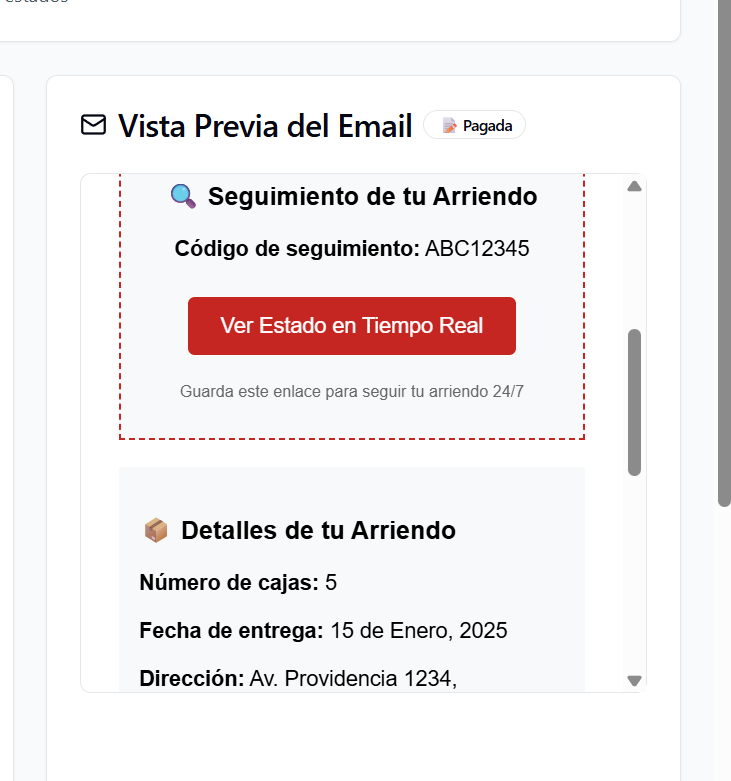 estados
Vista Previa del Email
Pagada
Seguimiento de tu Arriendo
Código de seguimiento: ABC12345
Ver Estado en Tiempo Real
Guarda este enlace para seguir tu arriendo 24/7
Detalles de tu Arriendo
Número de cajas: 5
Fecha de entrega: 15 de Enero, 2025
Dirección: Av. Providencia 1234,